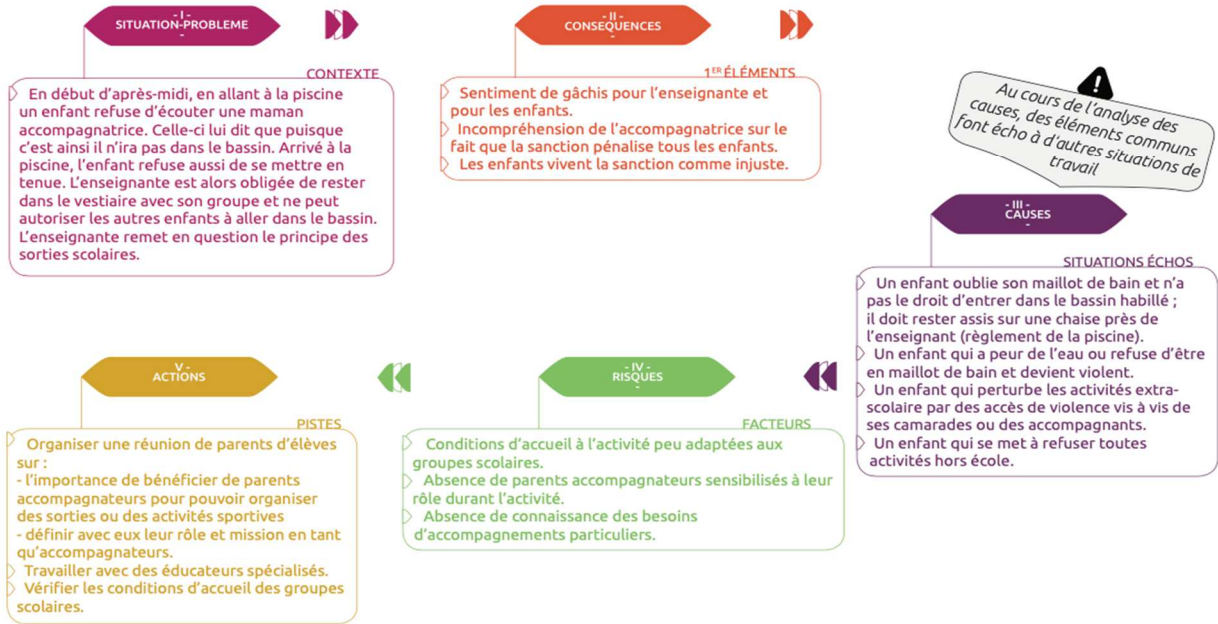 - I -
SITUATION-PROBLEME
CONTEXTE
En début d'après-midi, en allant à la piscine
un enfant refuse d'écouter une maman
accompagnatrice. Celle-ci lui dit que puisque
c'est ainsi il n'ira pas dans le bassin. Arrivé à la
piscine, l'enfant refuse aussi de se mettre en
tenue. L'enseignante est alors obligée de rester
dans le vestiaire avec son groupe et ne peut
autoriser les autres enfants à aller dans le bassin.
L'enseignante remet en question le principe des
sorties scolaires.
- II -
CONSEQUENCES
1ER ÉLÉMENTS
Sentiment de gâchis pour l'enseignante et
pour les enfants.
Incompréhension de l'accompagnatrice sur le
fait que la sanction pénalise tous les enfants.
Les enfants vivent la sanction comme injuste.
!
Au cours de l'analyse des
causes, des éléments communs
font écho à d'autres situations de
travail
- III -
CAUSES
-
SITUATIONS ÉCHOS
Un enfant oublie son maillot de bain et n'a
pas le droit d'entrer dans le bassin habillé ;
il doit rester assis sur une chaise près de
l'enseignant (règlement de la piscine).
Un enfant qui a peur de l'eau ou refuse d'être
en maillot de bain et devient violent.
Un enfant qui perturbe les activités extra-
scolaire par des accès de violence vis à vis de
ses camarades ou des accompagnants.
Un enfant qui se met à refuser toutes
activités hors école.
- IV -
RISQUES
-
FACTEURS
Conditions d'accueil à l'activité peu adaptées aux
groupes scolaires.
Absence de parents accompagnateurs sensibilisés à leur
rôle durant l'activité.
Absence de connaissance des besoins
d'accompagnements particuliers.
V -
ACTIONS
-
PISTES
Organiser une réunion de parents d'élèves
sur :
- l'importance de bénéficier de parents
accompagnateurs pour pouvoir organiser
des sorties ou des activités sportives
- définir avec eux leur rôle et mission en tant
qu'accompagnateurs.
Travailler avec des éducateurs spécialisés.
Vérifier les conditions d'accueil des groupes
scolaires.